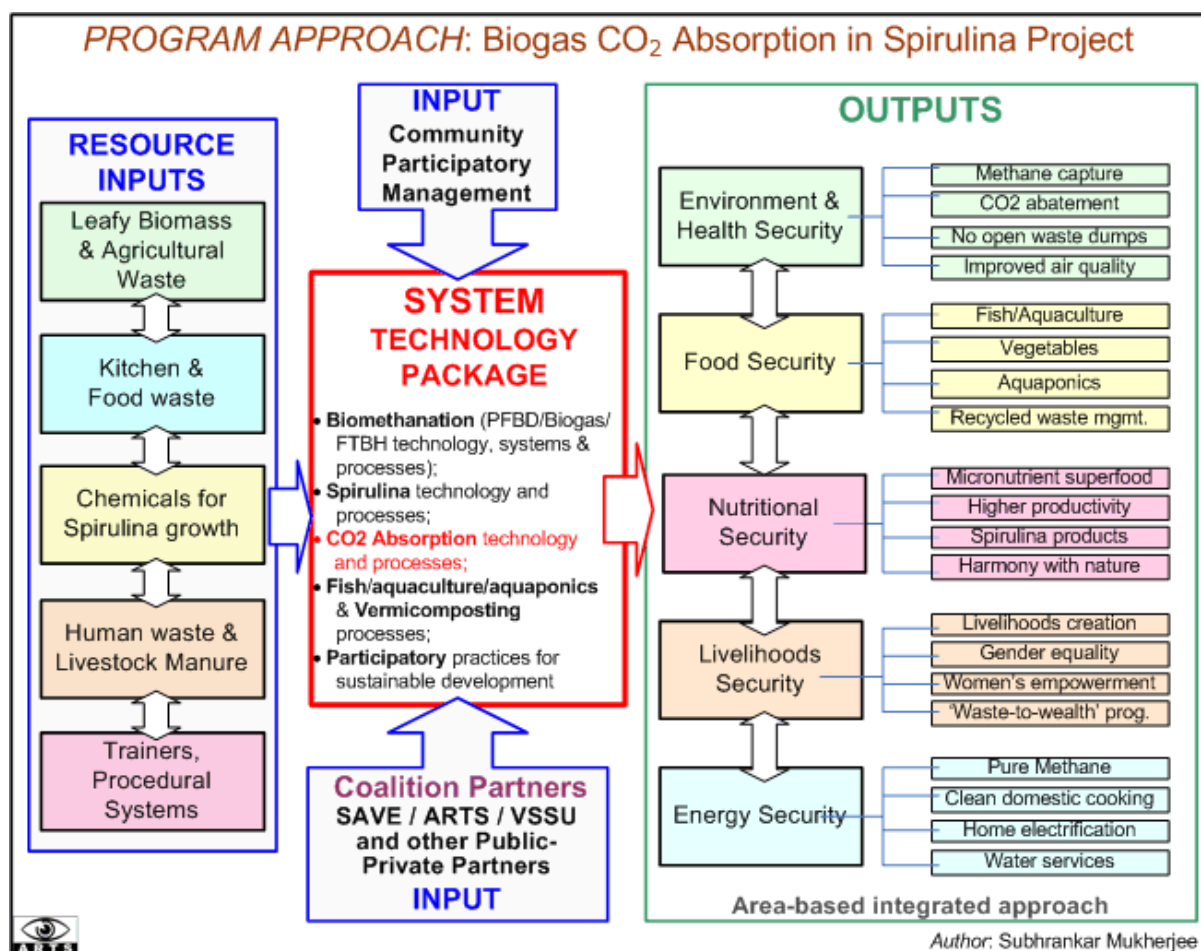 PROGRAM APPROACH: Biogas CO₂ Absorption in Spirulina Project
RESOURCE
INPUTS
Leafy Biomass
& Agricultural
Waste
Kitchen &
Food waste
Chemicals for
Spirulina growth
Human waste &
Livestock Manure
Trainers,
Procedural
Systems
INPUT
Community
Participatory
Management
SYSTEM
TECHNOLOGY
PACKAGE
• Biomethanation (PFBD/Biogas/
FTBH technology, systems &
processes);
• Spirulina technology and
processes;
• CO2 Absorption technology
and processes;
• Fish/aquaculture/aquaponics
& Vermicomposting
processes;
• Participatory practices for
sustainable development
Coalition Partners
SAVE / ARTS / VSSU
and other Public-
Private Partners
INPUT
OUTPUTS
Environment &
Health Security
Methane capture
CO2 abatement
No open waste dumps
Improved air quality
Food Security
Fish/Aquaculture
Vegetables
Aquaponics
Recycled waste mgmt.
Nutritional
Security
Micronutrient superfood
Higher productivity
Spirulina products
Harmony with nature
Livelihoods
Security
Livelihoods creation
Gender equality
Women's empowerment
'Waste-to-wealth' prog.
Energy Security
Pure Methane
Clean domestic cooking
Home electrification
Water services
Area-based integrated approach
ARTS
Author: Subhrankar Mukherjee